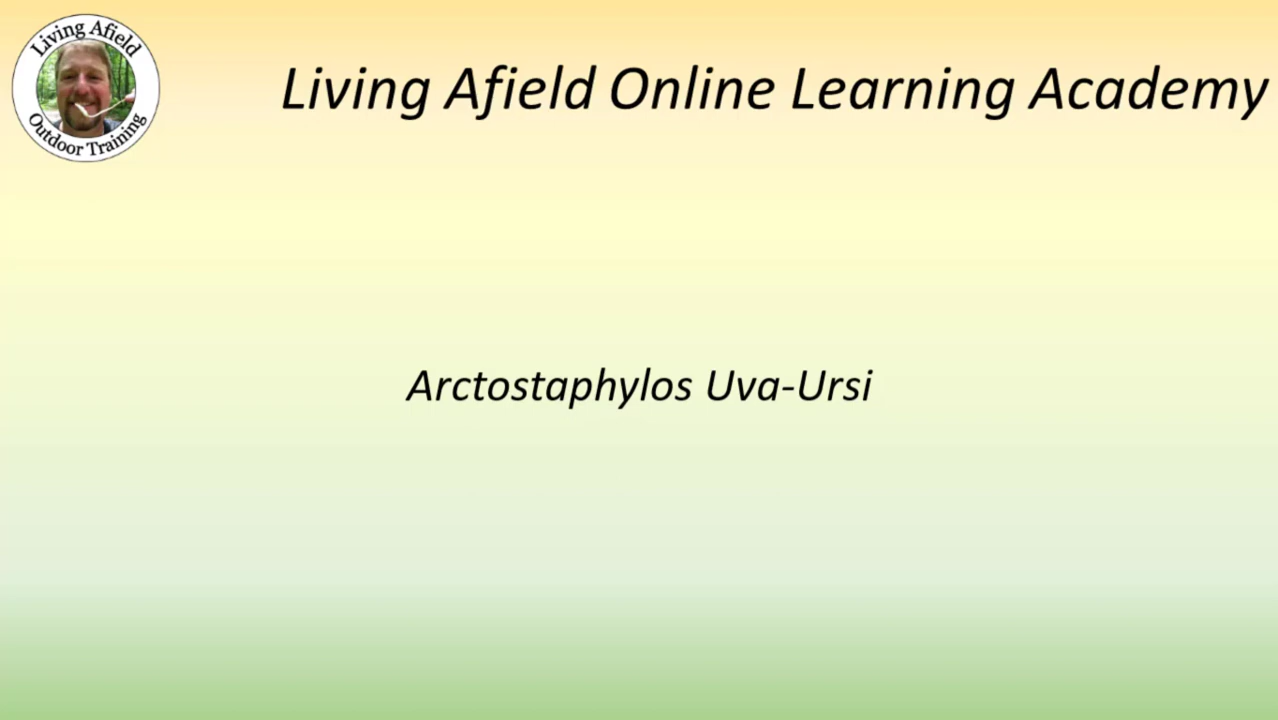 Living Afield
Outdoor Training
Living Afield Online Learning Academy
Arctostaphylos Uva-Ursi